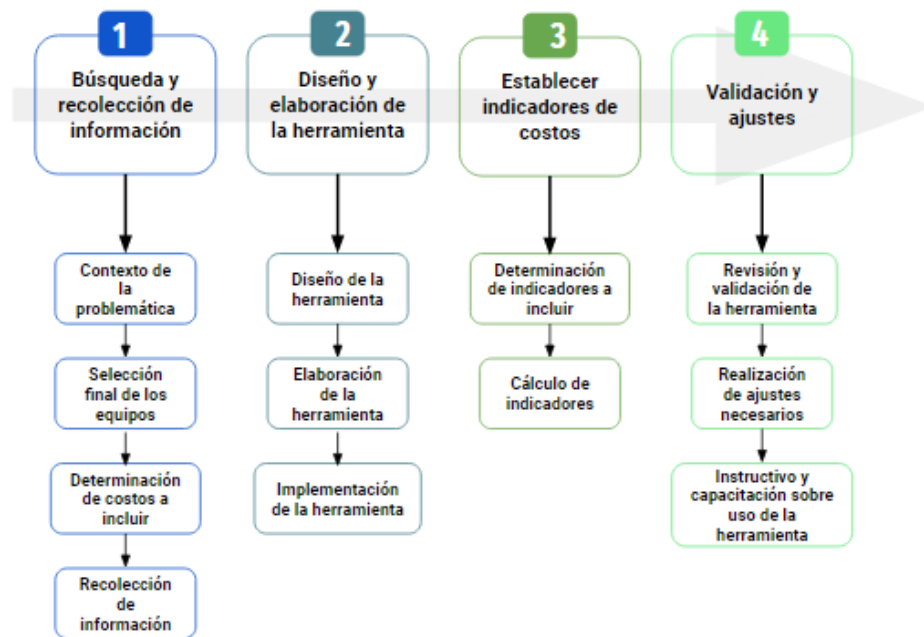 1
Búsqueda y
recolección de
información
2
Diseño y
elaboración de
la herramienta
3
Establecer
indicadores de
costos
4
Validación y
ajustes
Contexto de
la
problemática
Selección
final de los
equipos
Determinación
de costos a
incluir
Recolección
de
información
Diseño de la
herramienta
Elaboración
de la
herramienta
Implementación
de la herramienta
Determinación
de indicadores a
incluir
Cálculo de
indicadores
Revisión y
validación de
la herramienta
Realización
de ajustes
necesarios
Instructivo y
capacitación sobre
uso de la
herramienta